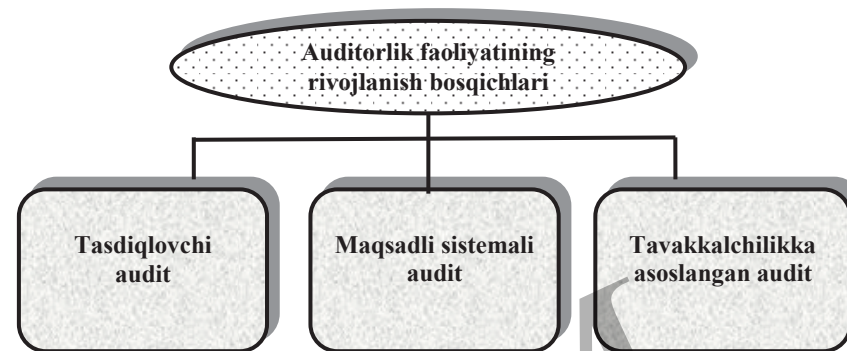 Auditorlik faoliyatining
rivojlanish bosqichlari
Tasdiqlovchi
audit
Maqsadli sistemali
audit
Tavakkalchilikka
asoslangan audit